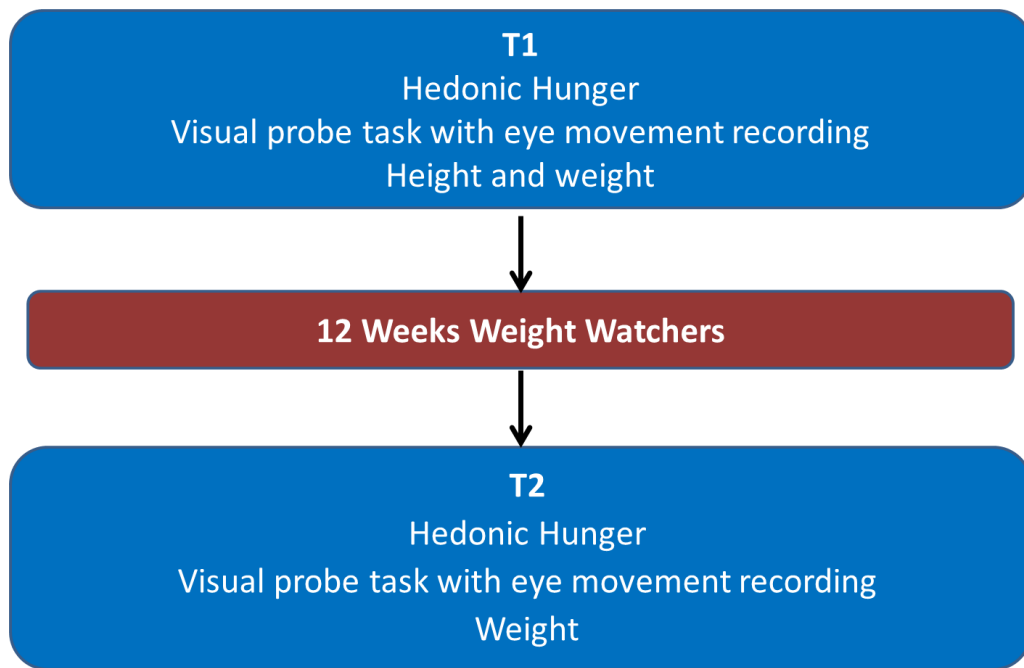 T1
Hedonic Hunger
Visual probe task with eye movement recording
Height and weight
12 Weeks Weight Watchers
T2
Hedonic Hunger
Visual probe task with eye movement recording
Weight